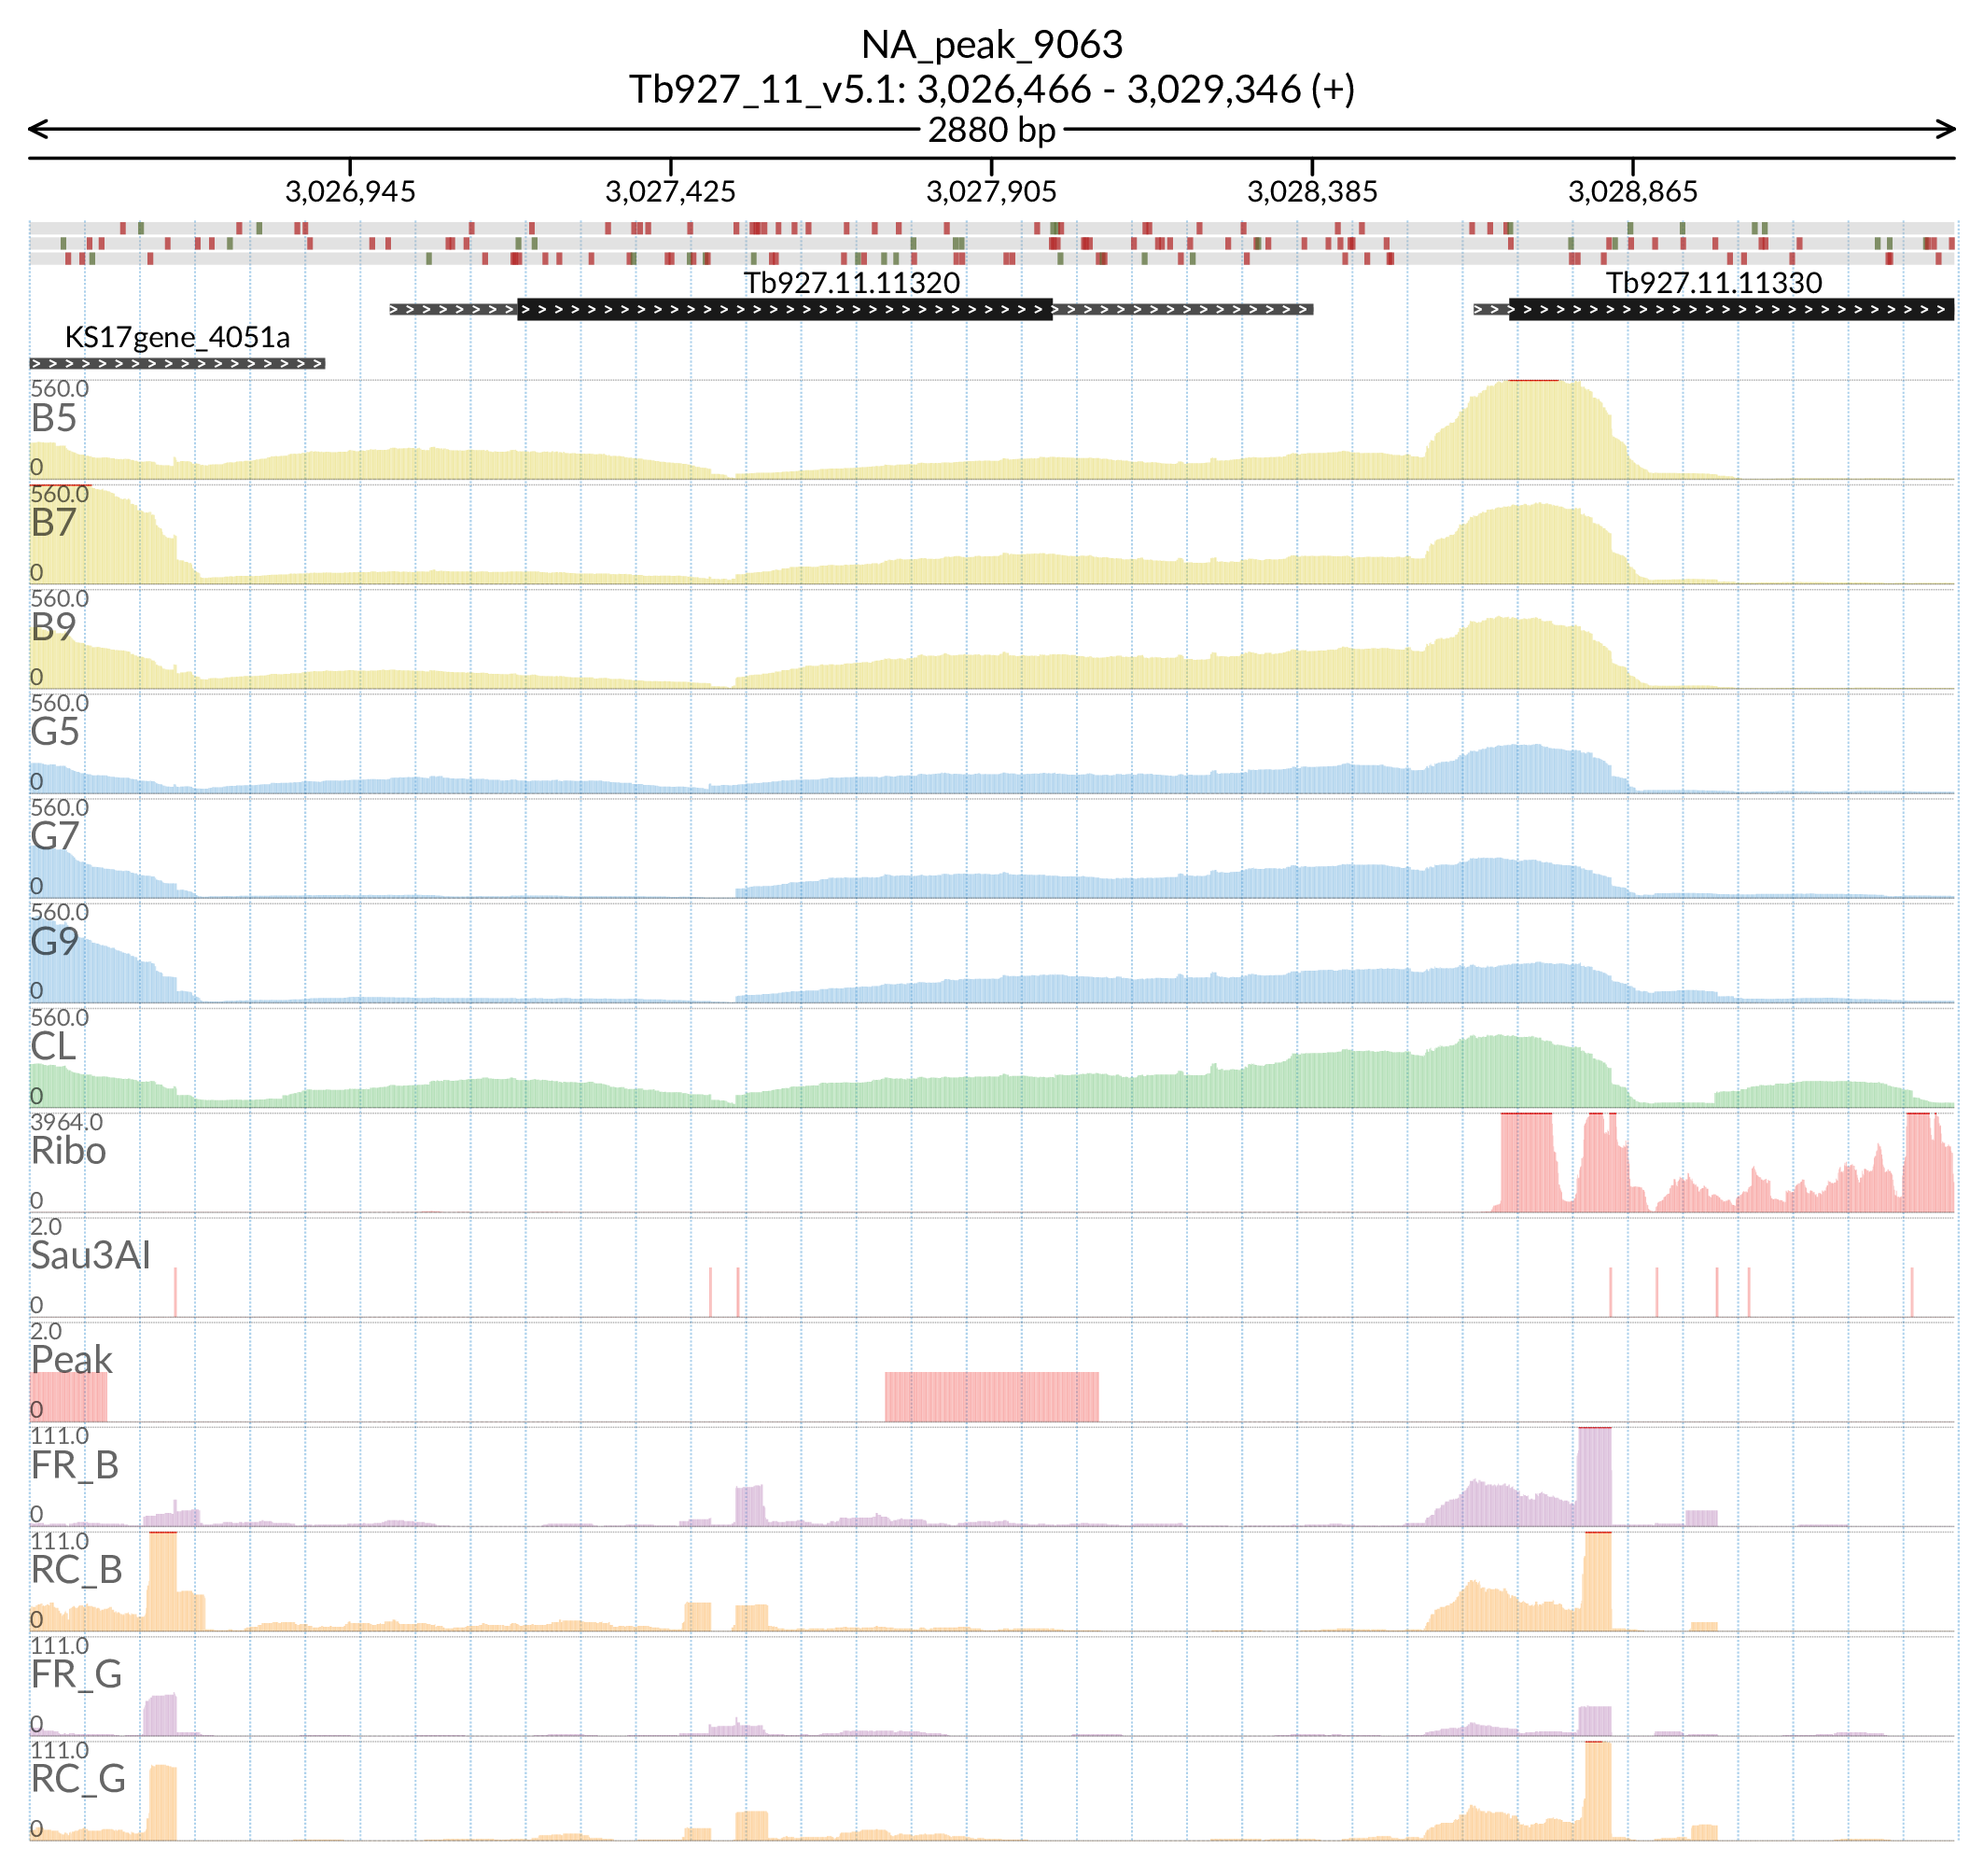 NA_peak_9063
Tb927_11_v5.1: 3,026,466 - 3,029,346 (+)
2880 bp
3,026,945 3,027,425 3,027,905 3,028,385 3,028,865
Tb927.11.11320 Tb927.11.11330
KS17gene_4051a
560.0
B5
0
560.0
B7
0
560.0
B9
0
560.0
G5
0
560.0
G7
0
560.0
G9
0
560.0
CL
0
3964.0
Ribo
0
2.0
Sau3AI
0
2.0
Peak
0
111.0
FR_B
0
111.0
RC_B
0
111.0
FR_G
0
111.0
RC_G
0